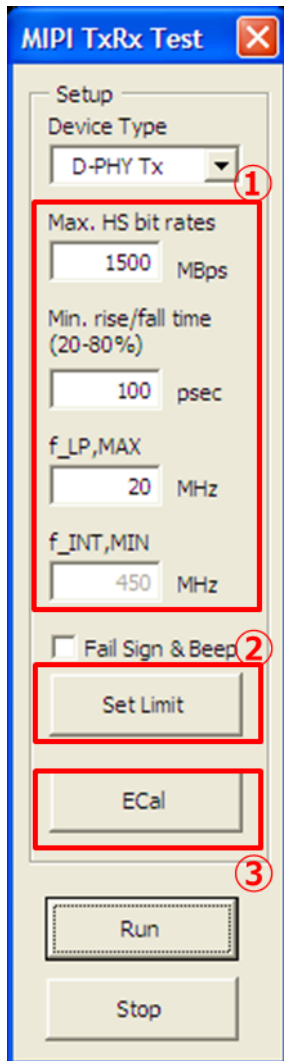 MIPI TxRx Test
Setup
Device Type
D-PHY Tx
①
Max. HS bit rates
1500 MBps
Min. rise/fall time
(20-80%)
100 psec
f_LP,MAX
20 MHz
f_INT,MIN
450 MHz
Fail Sign & Beep
②
Set Limit
ECal
③
Run
Stop